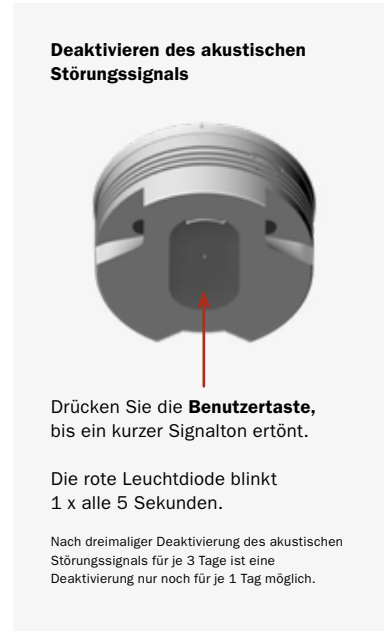 Deaktivieren des akustischen
Störungssignals
Drücken Sie die Benutzertaste,
bis ein kurzer Signalton ertönt.
Die rote Leuchtdiode blinkt
1 x alle 5 Sekunden.
Nach dreimaliger Deaktivierung des akustischen
Störungssignals für je 3 Tage ist eine
Deaktivierung nur noch für je 1 Tag möglich.